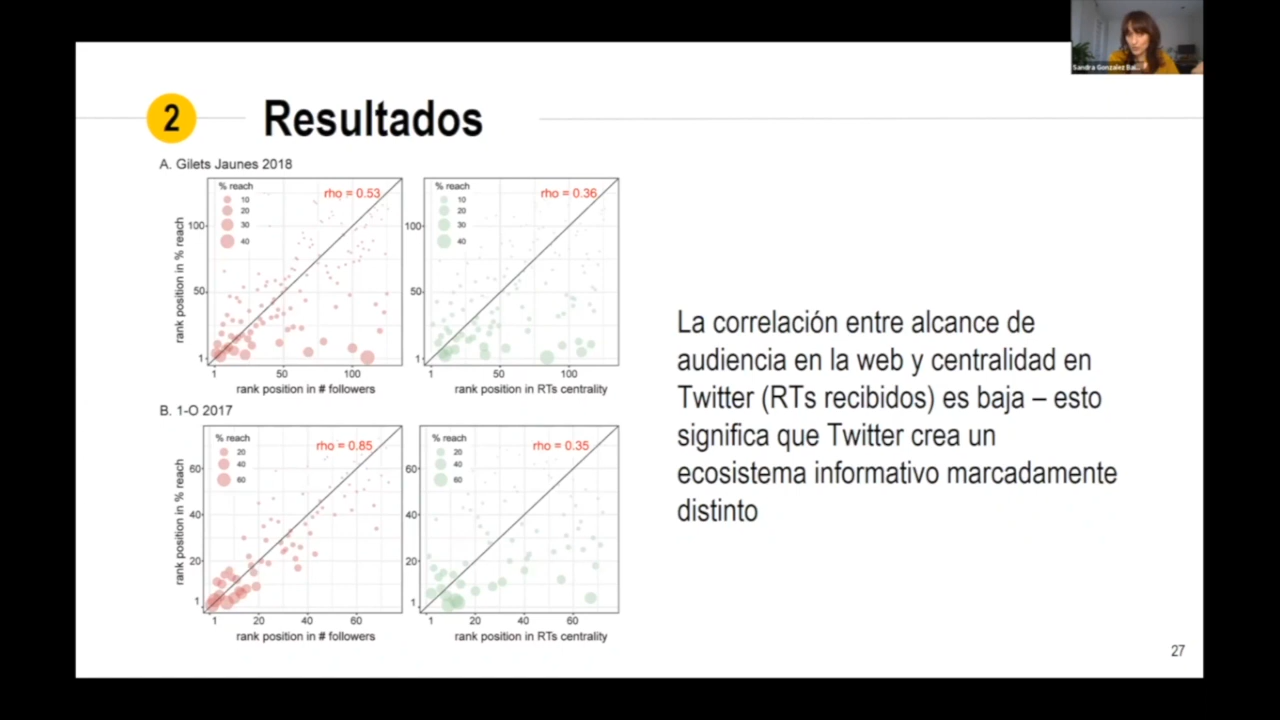 Sandra González Bai...
2
Resultados
A. Gilets Jaunes 2018
% reach
10
20
30
40
rho = 0.53
rank position in % reach
100
50
1
1
50
100
rank position in # followers
% reach
10
20
30
40
rho = 0.36
100
50
1
1
50
100
rank position in RTs centrality
B. 1-O 2017
% reach
20
40
60
rho = 0.85
rank position in % reach
60
40
20
1
1
20
40
60
rank position in # followers
% reach
20
40
60
rho = 0.35
60
40
20
1
1
20
40
60
rank position in RTs centrality
La correlación entre alcance de
audiencia en la web y centralidad en
Twitter (RTs recibidos) es baja – esto
significa que Twitter crea un
ecosistema informativo marcadamente
distinto
27